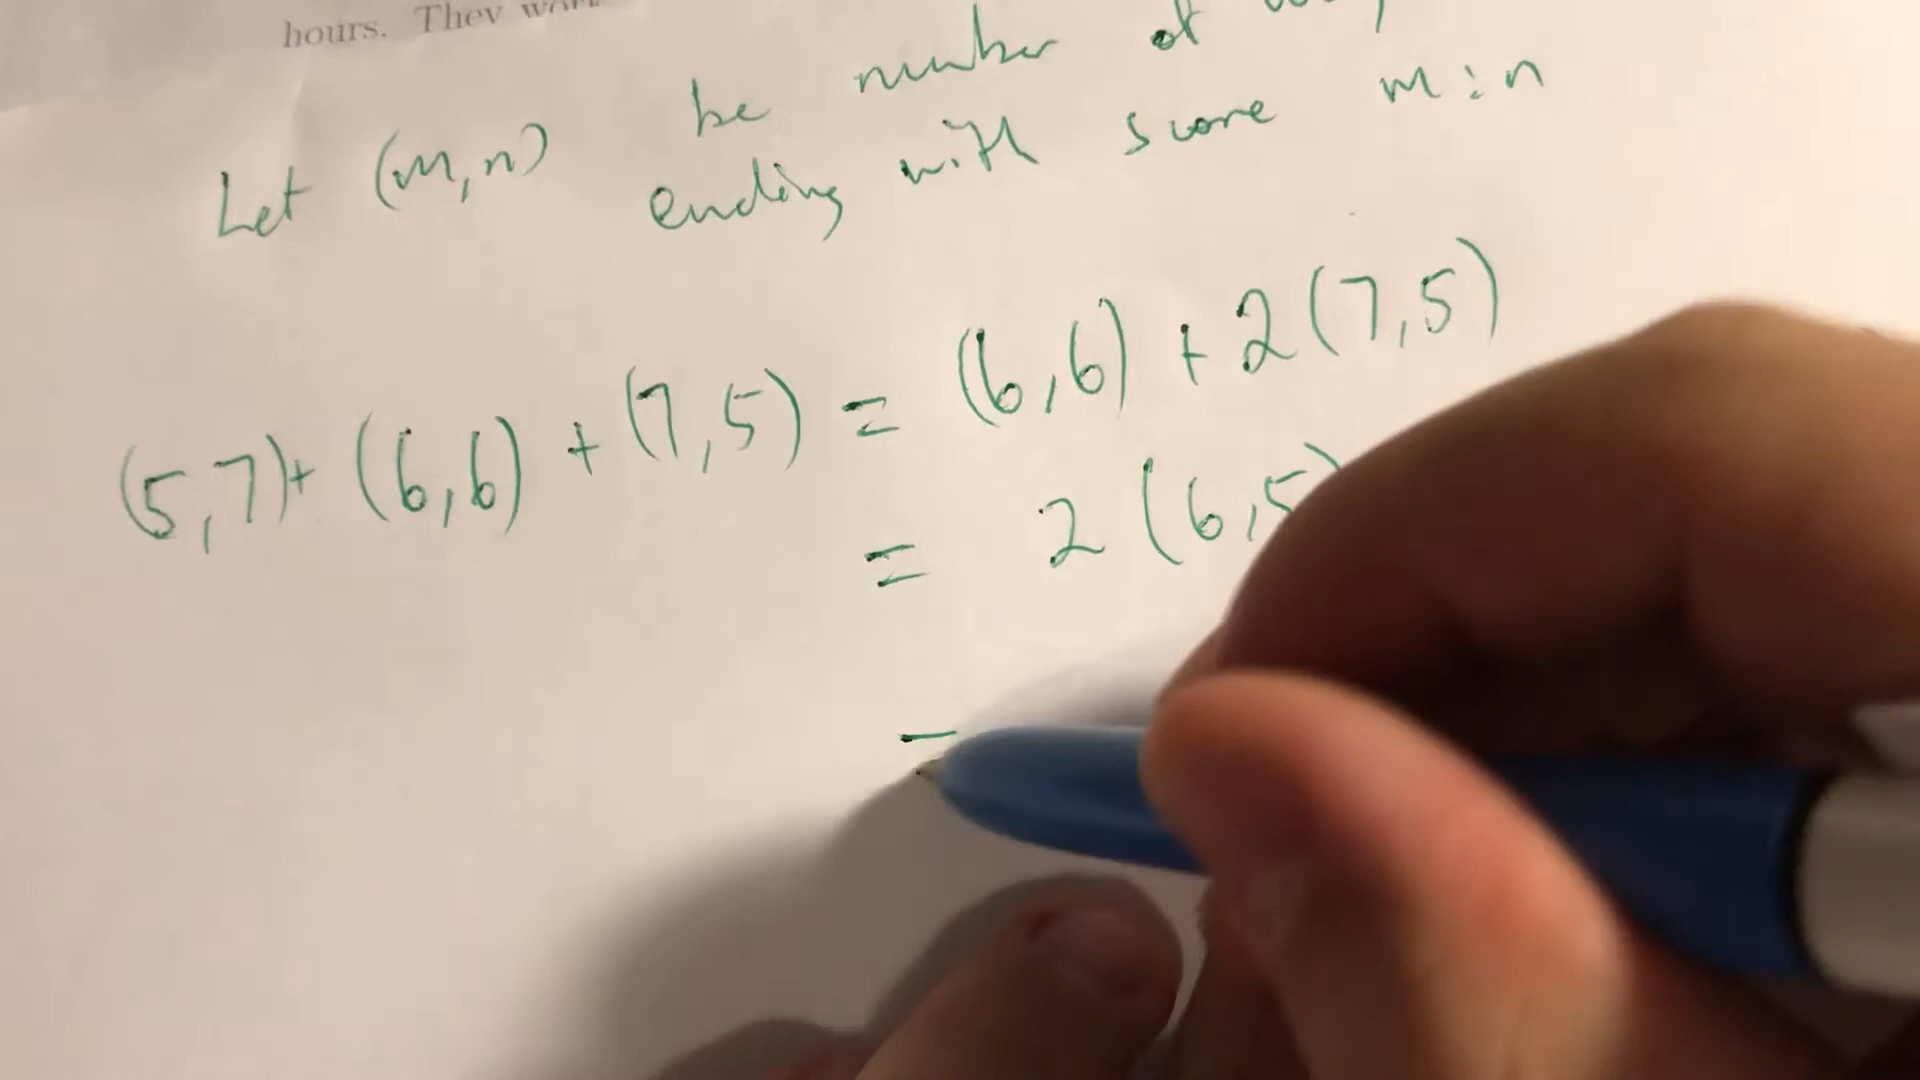 hours. They
Let (m,n) be number of
ending with score m:n
(5,7)+ (6,6) + (7,5) = (6,6) + 2(7,5)
= 2(6,5)